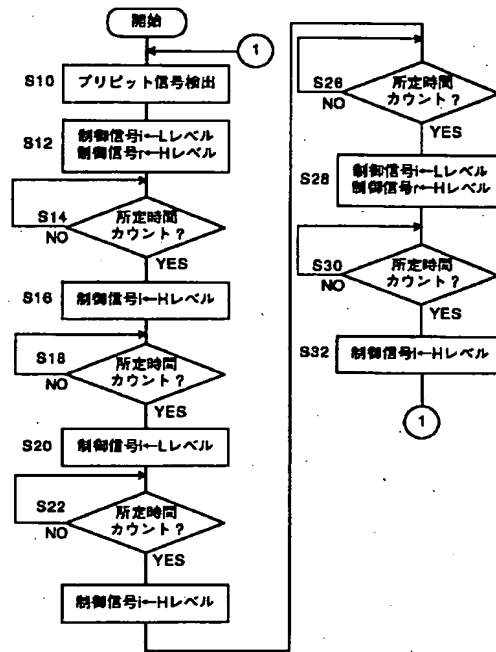 開始
1
S10
プリピット信号検出
S12
制御信号i←Lレベル
制御信号r←Hレベル
S14
所定時間
カウント?
NO
YES
S16
制御信号i←Hレベル
S18
所定時間
カウント?
NO
YES
S20
制御信号i←Lレベル
S22
所定時間
カウント?
NO
YES
制御信号i←Hレベル
S26
所定時間
カウント?
NO
YES
S28
制御信号i←Lレベル
制御信号r←Hレベル
S30
所定時間
カウント?
NO
YES
S32
制御信号i←Hレベル
1